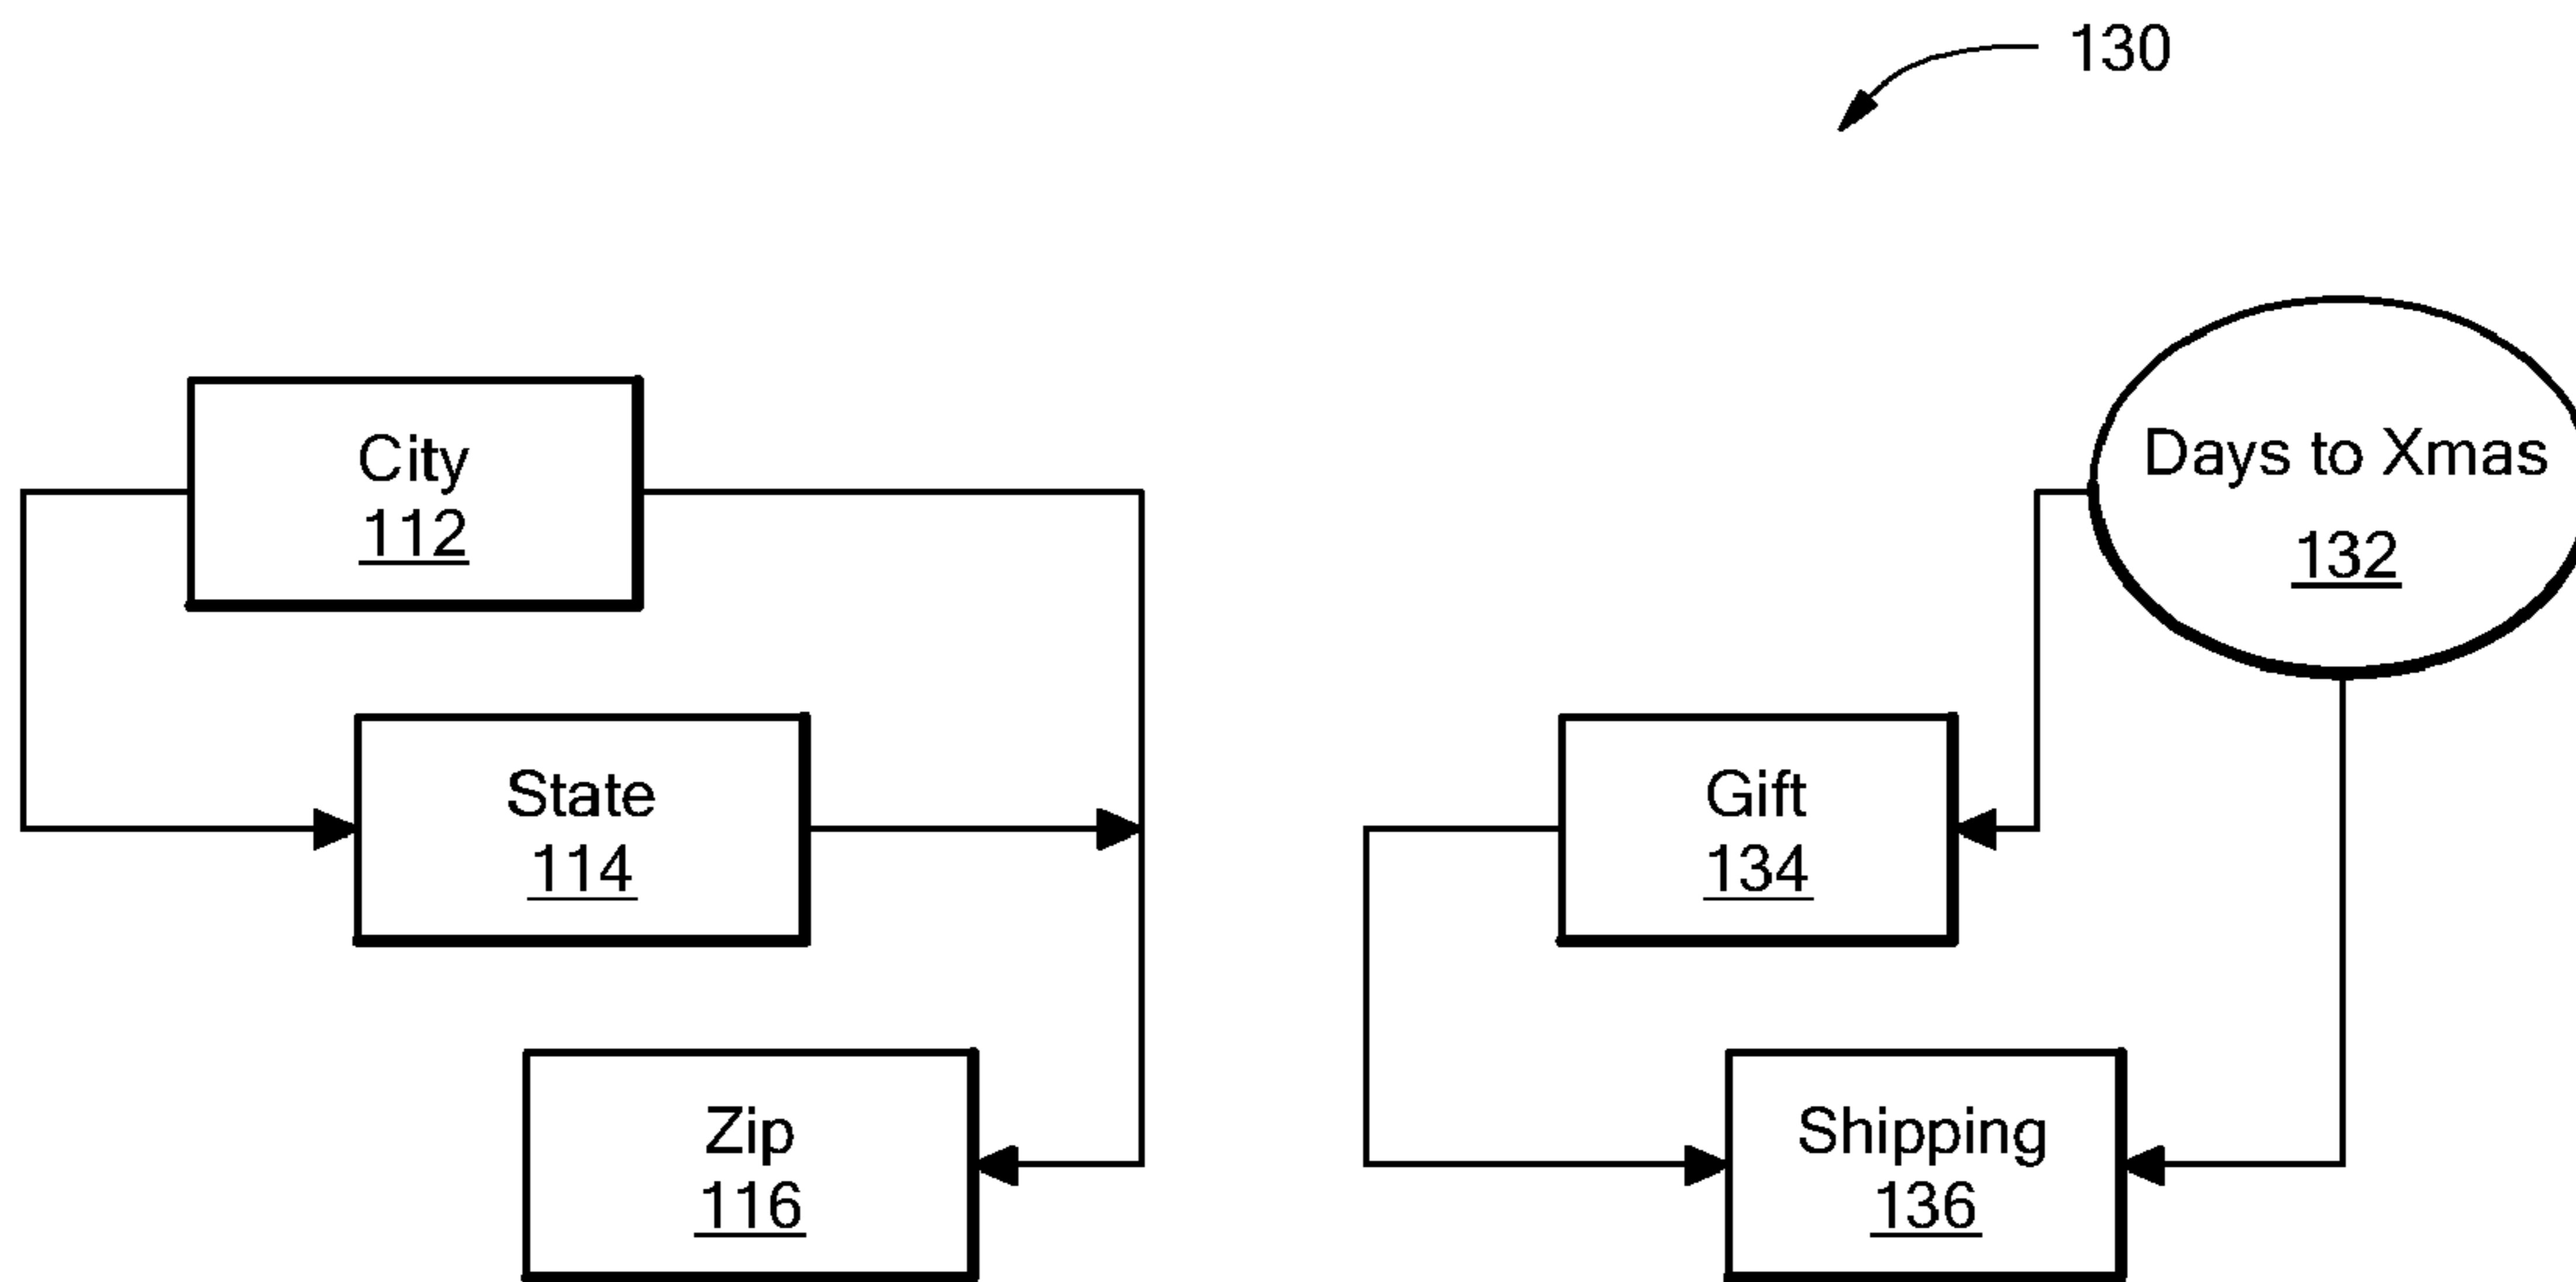 130
City
112
Days to Xmas
132
State
114
Gift
134
Zip
116
Shipping
136